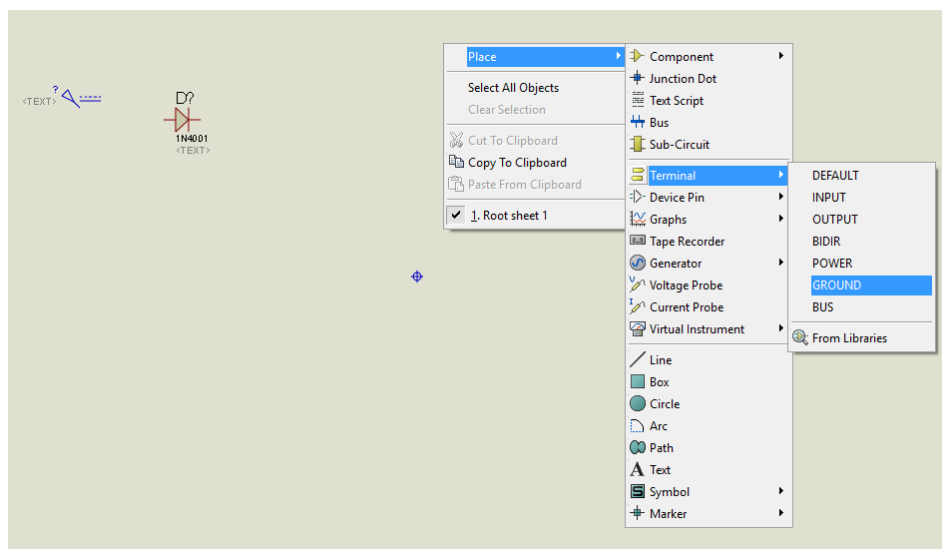 ?
<TEXT>
D?
1N4001
<TEXT>
Place
Select All Objects
Clear Selection
Cut To Clipboard
Copy To Clipboard
Paste From Clipboard
1. Root sheet 1
Component
Junction Dot
Text Script
Bus
Sub-Circuit
Terminal
Device Pin
Graphs
Tape Recorder
Generator
Voltage Probe
Current Probe
Virtual Instrument
Line
Box
Circle
Arc
Path
Text
Symbol
Marker
DEFAULT
INPUT
OUTPUT
BIDIR
POWER
GROUND
BUS
From Libraries